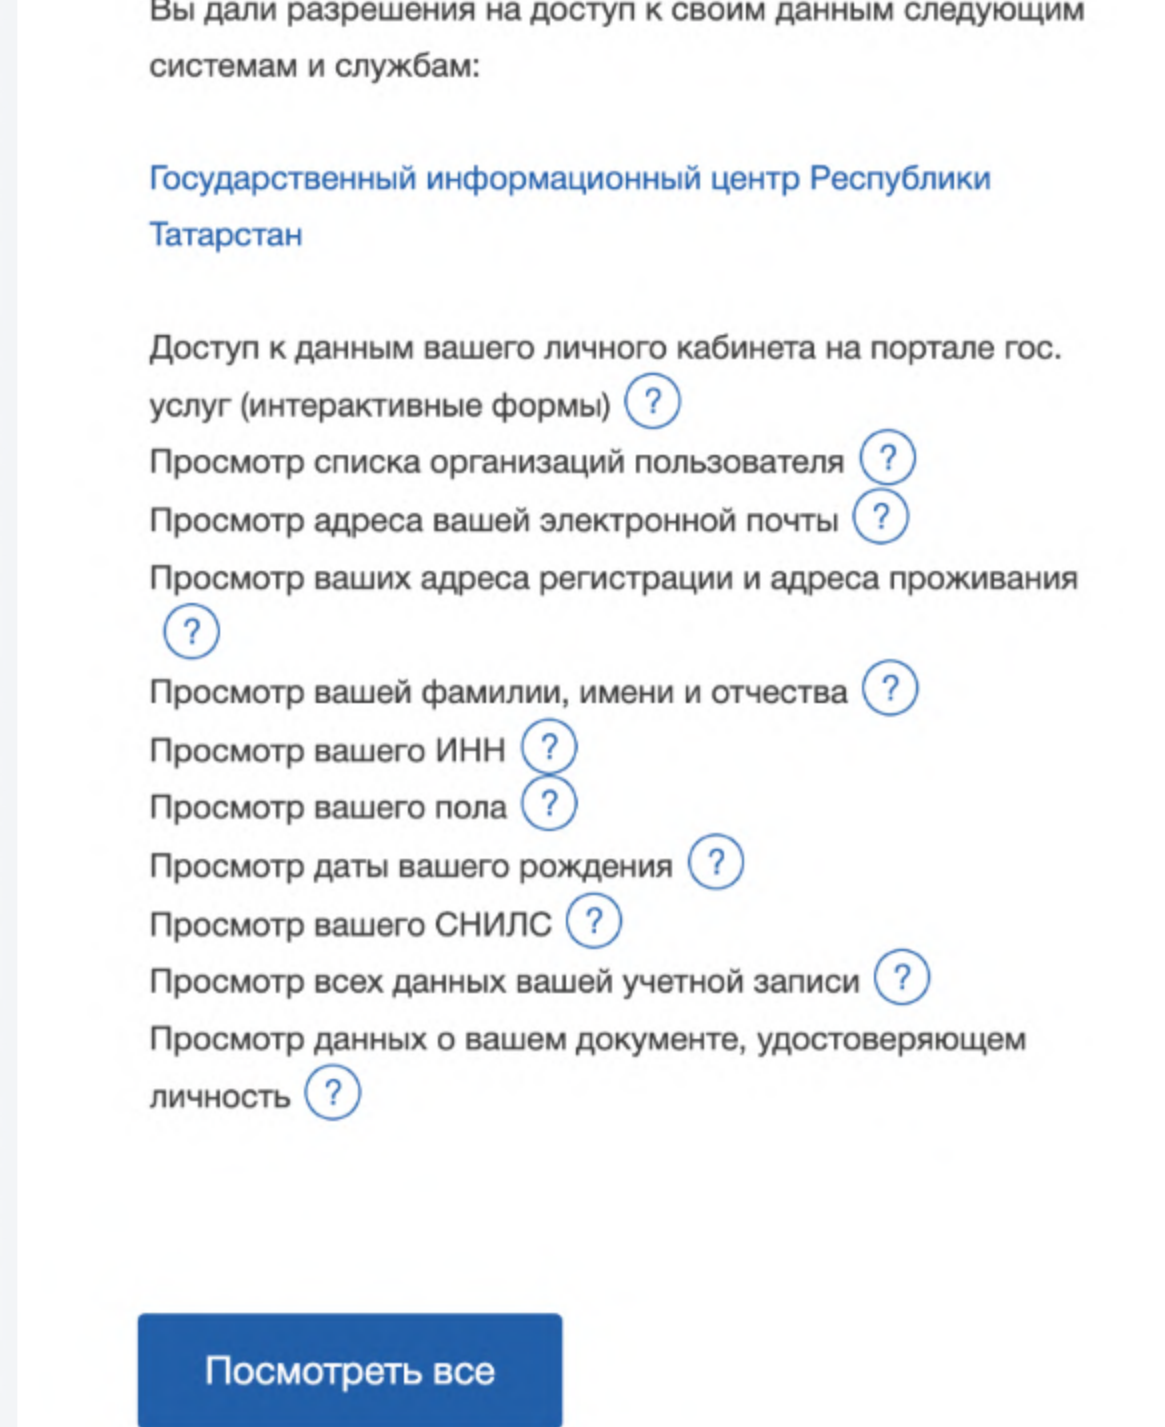 Вы дали разрешения на доступ к своим данным следующим
системам и службам:
Государственный информационный центр Республики
Татарстан
Доступ к данным вашего личного кабинета на портале гос.
услуг (интерактивные формы) ?
Просмотр списка организаций пользователя ?
Просмотр адреса вашей электронной почты ?
Просмотр ваших адреса регистрации и адреса проживания
?
Просмотр вашей фамилии, имени и отчества ?
Просмотр вашего ИНН ?
Просмотр вашего пола ?
Просмотр даты вашего рождения ?
Просмотр вашего СНИЛС ?
Просмотр всех данных вашей учетной записи ?
Просмотр данных о вашем документе, удостоверяющем
личность ?
Посмотреть все